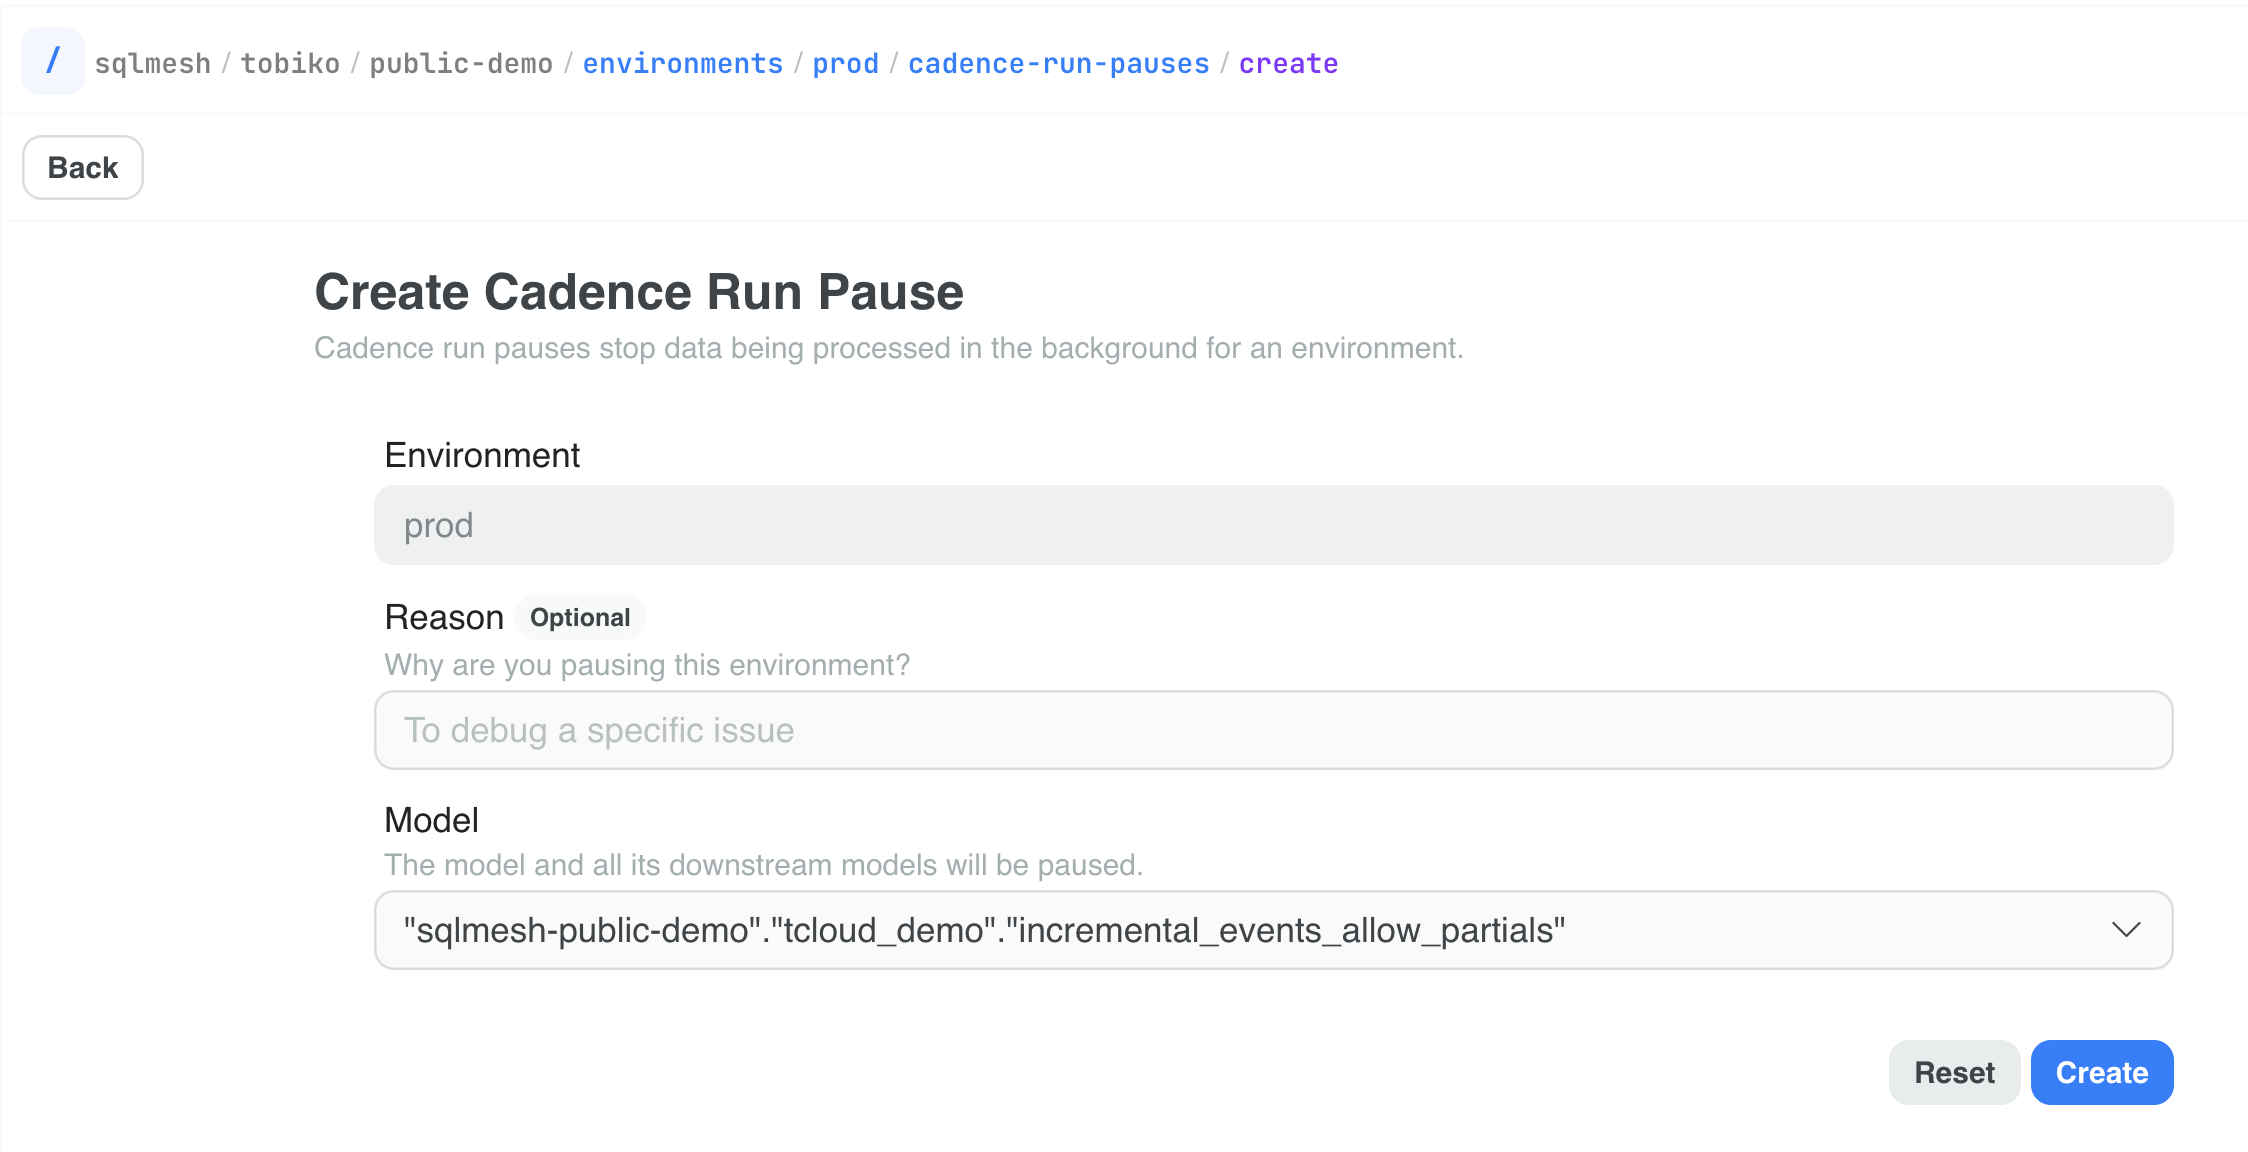 / sqlmesh / tobiko / public-demo / environments / prod / cadence-run-pauses / create
Back
Create Cadence Run Pause
Cadence run pauses stop data being processed in the background for an environment.
Environment
prod
Reason Optional
Why are you pausing this environment?
To debug a specific issue
Model
The model and all its downstream models will be paused.
"sqlmesh-public-demo"."tcloud_demo"."incremental_events_allow_partials"
Reset Create